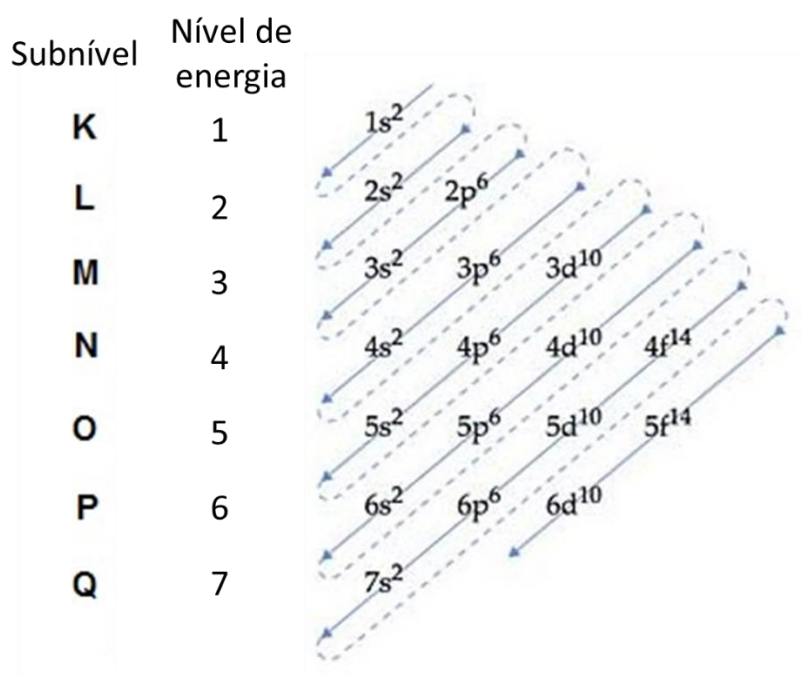 Subnível Nível de energia
K 1 1s²
L 2 2s² 2p⁶
M 3 3s² 3p⁶ 3d¹⁰
N 4 4s² 4p⁶ 4d¹⁰ 4f¹⁴
O 5 5s² 5p⁶ 5d¹⁰ 5f¹⁴
P 6 6s² 6p⁶ 6d¹⁰
Q 7 7s²